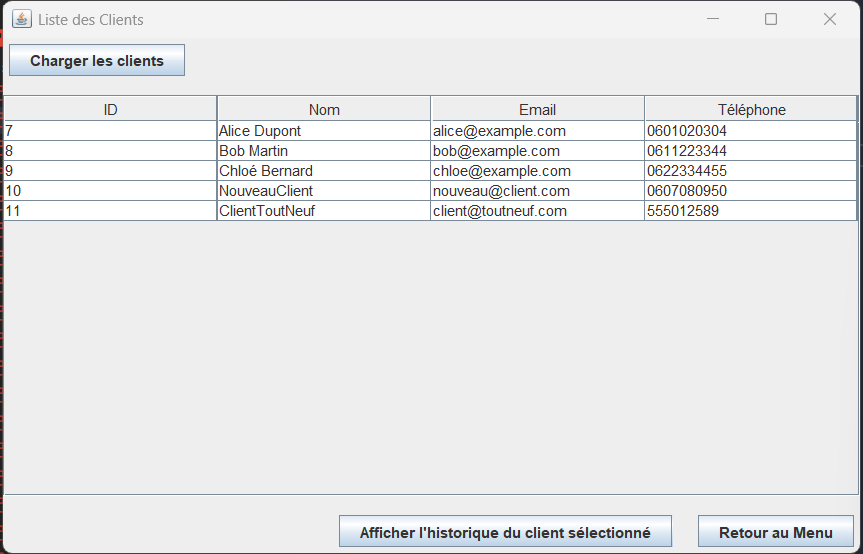 Liste des Clients
Charger les clients
ID Nom Email Téléphone
7 Alice Dupont alice@example.com 0601020304
8 Bob Martin bob@example.com 0611223344
9 Chloé Bernard chloe@example.com 0622334455
10 NouveauClient nouveau@client.com 0607080950
11 ClientToutNeuf client@toutneuf.com 555012589
Afficher l'historique du client sélectionné Retour au Menu